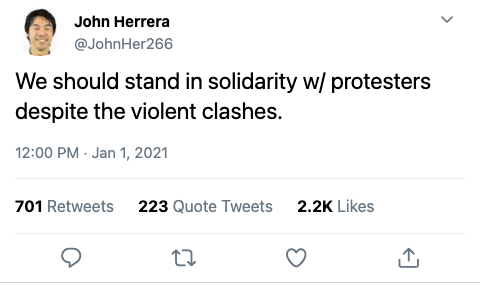 John Herrera
@JohnHer266
We should stand in solidarity w/ protesters
despite the violent clashes.
12:00 PM · Jan 1, 2021
701 Retweets 223 Quote Tweets 2.2K Likes